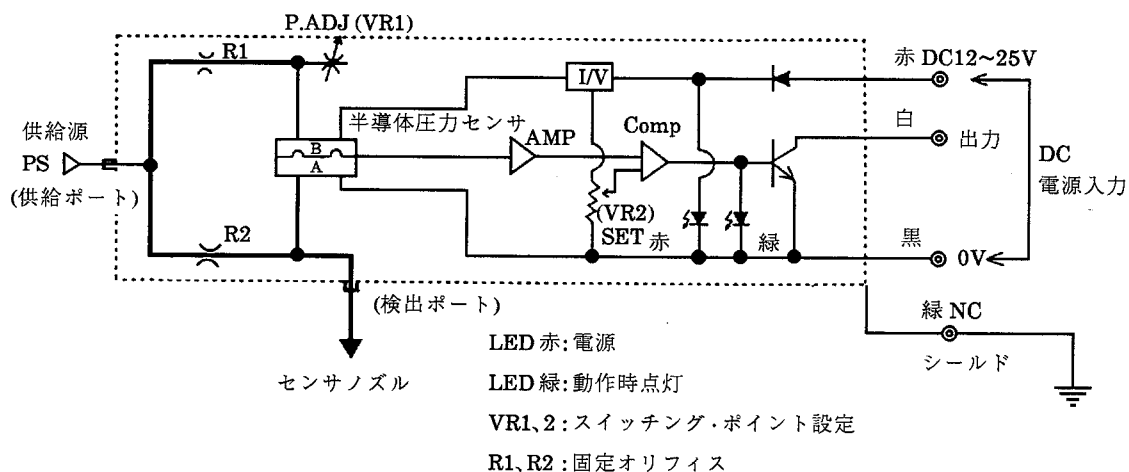 P.ADJ (VR1)
R1
I/V
赤 DC12~25V
供給源
半導体圧力センサ
AMP
Comp
白
出力
PS
B
A
DC
電源入力
(供給ポート)
(VR2)
SET
赤
緑
R2
黒
0V
(検出ポート)
緑 NC
シールド
センサノズル
LED 赤:電源
LED 緑:動作時点灯
VR1、2:スイッチング・ポイント設定
R1、R2:固定オリフィス